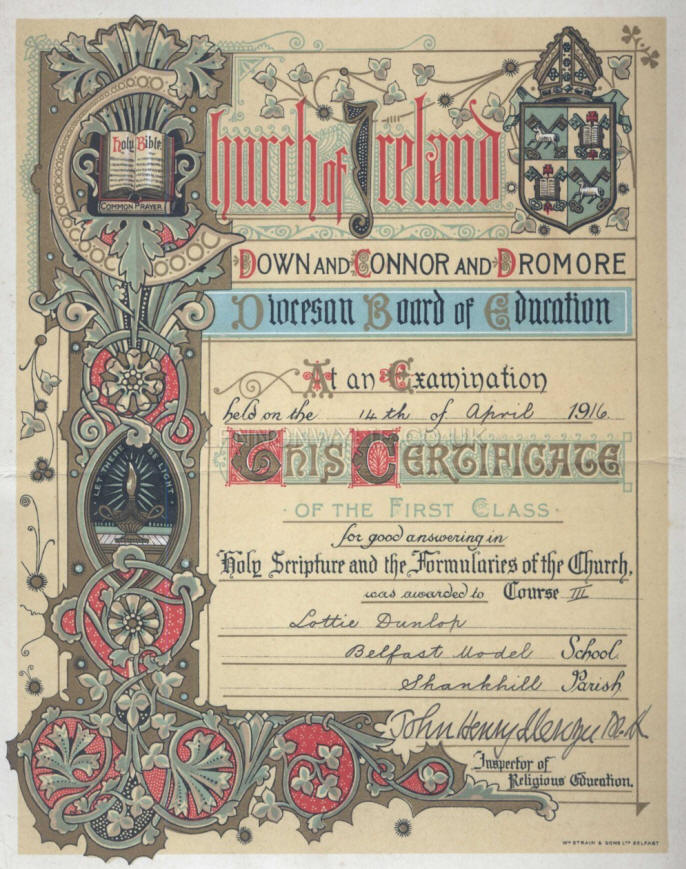 Holy Bible.
COMMON PRAYER
Church of Ireland
DOWN AND CONNOR AND DROMORE
Diocesan Board of Education
At an Examination
held on the 14th of April 1916
This Certificate
OF THE FIRST CLASS
for good answering in
Holy Scripture and the Formularies of the Church,
was awarded to Course III
Lottie Dunlop
Belfast Model School
Shankhill Parish
LET THERE BE LIGHT
John Henry
Inspector of
Religious Education.
WM STRAIN & SONS LTD BELFAST